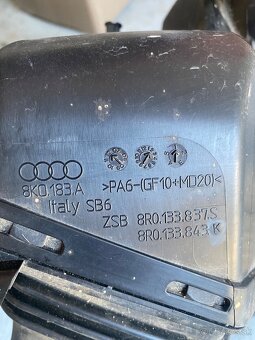 8K0.183.A
>PA6-(GF10+MD20)<
Italy SB6
ZSB 8R0.133.837.S
8R0.133.843 K